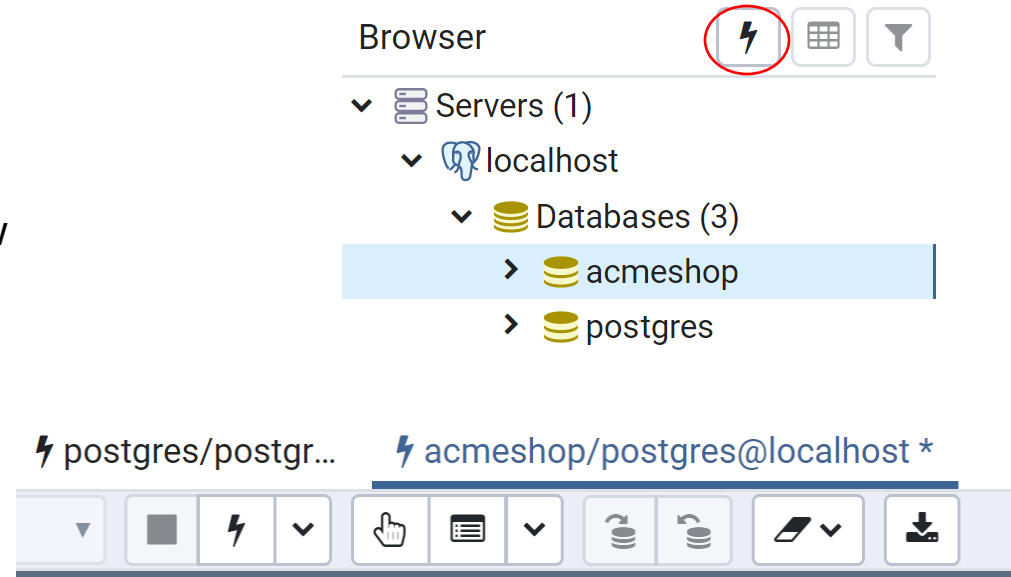 Browser
Servers (1)
localhost
Databases (3)
acmeshop
postgres
postgres/postgr...
acmeshop/postgres@localhost *